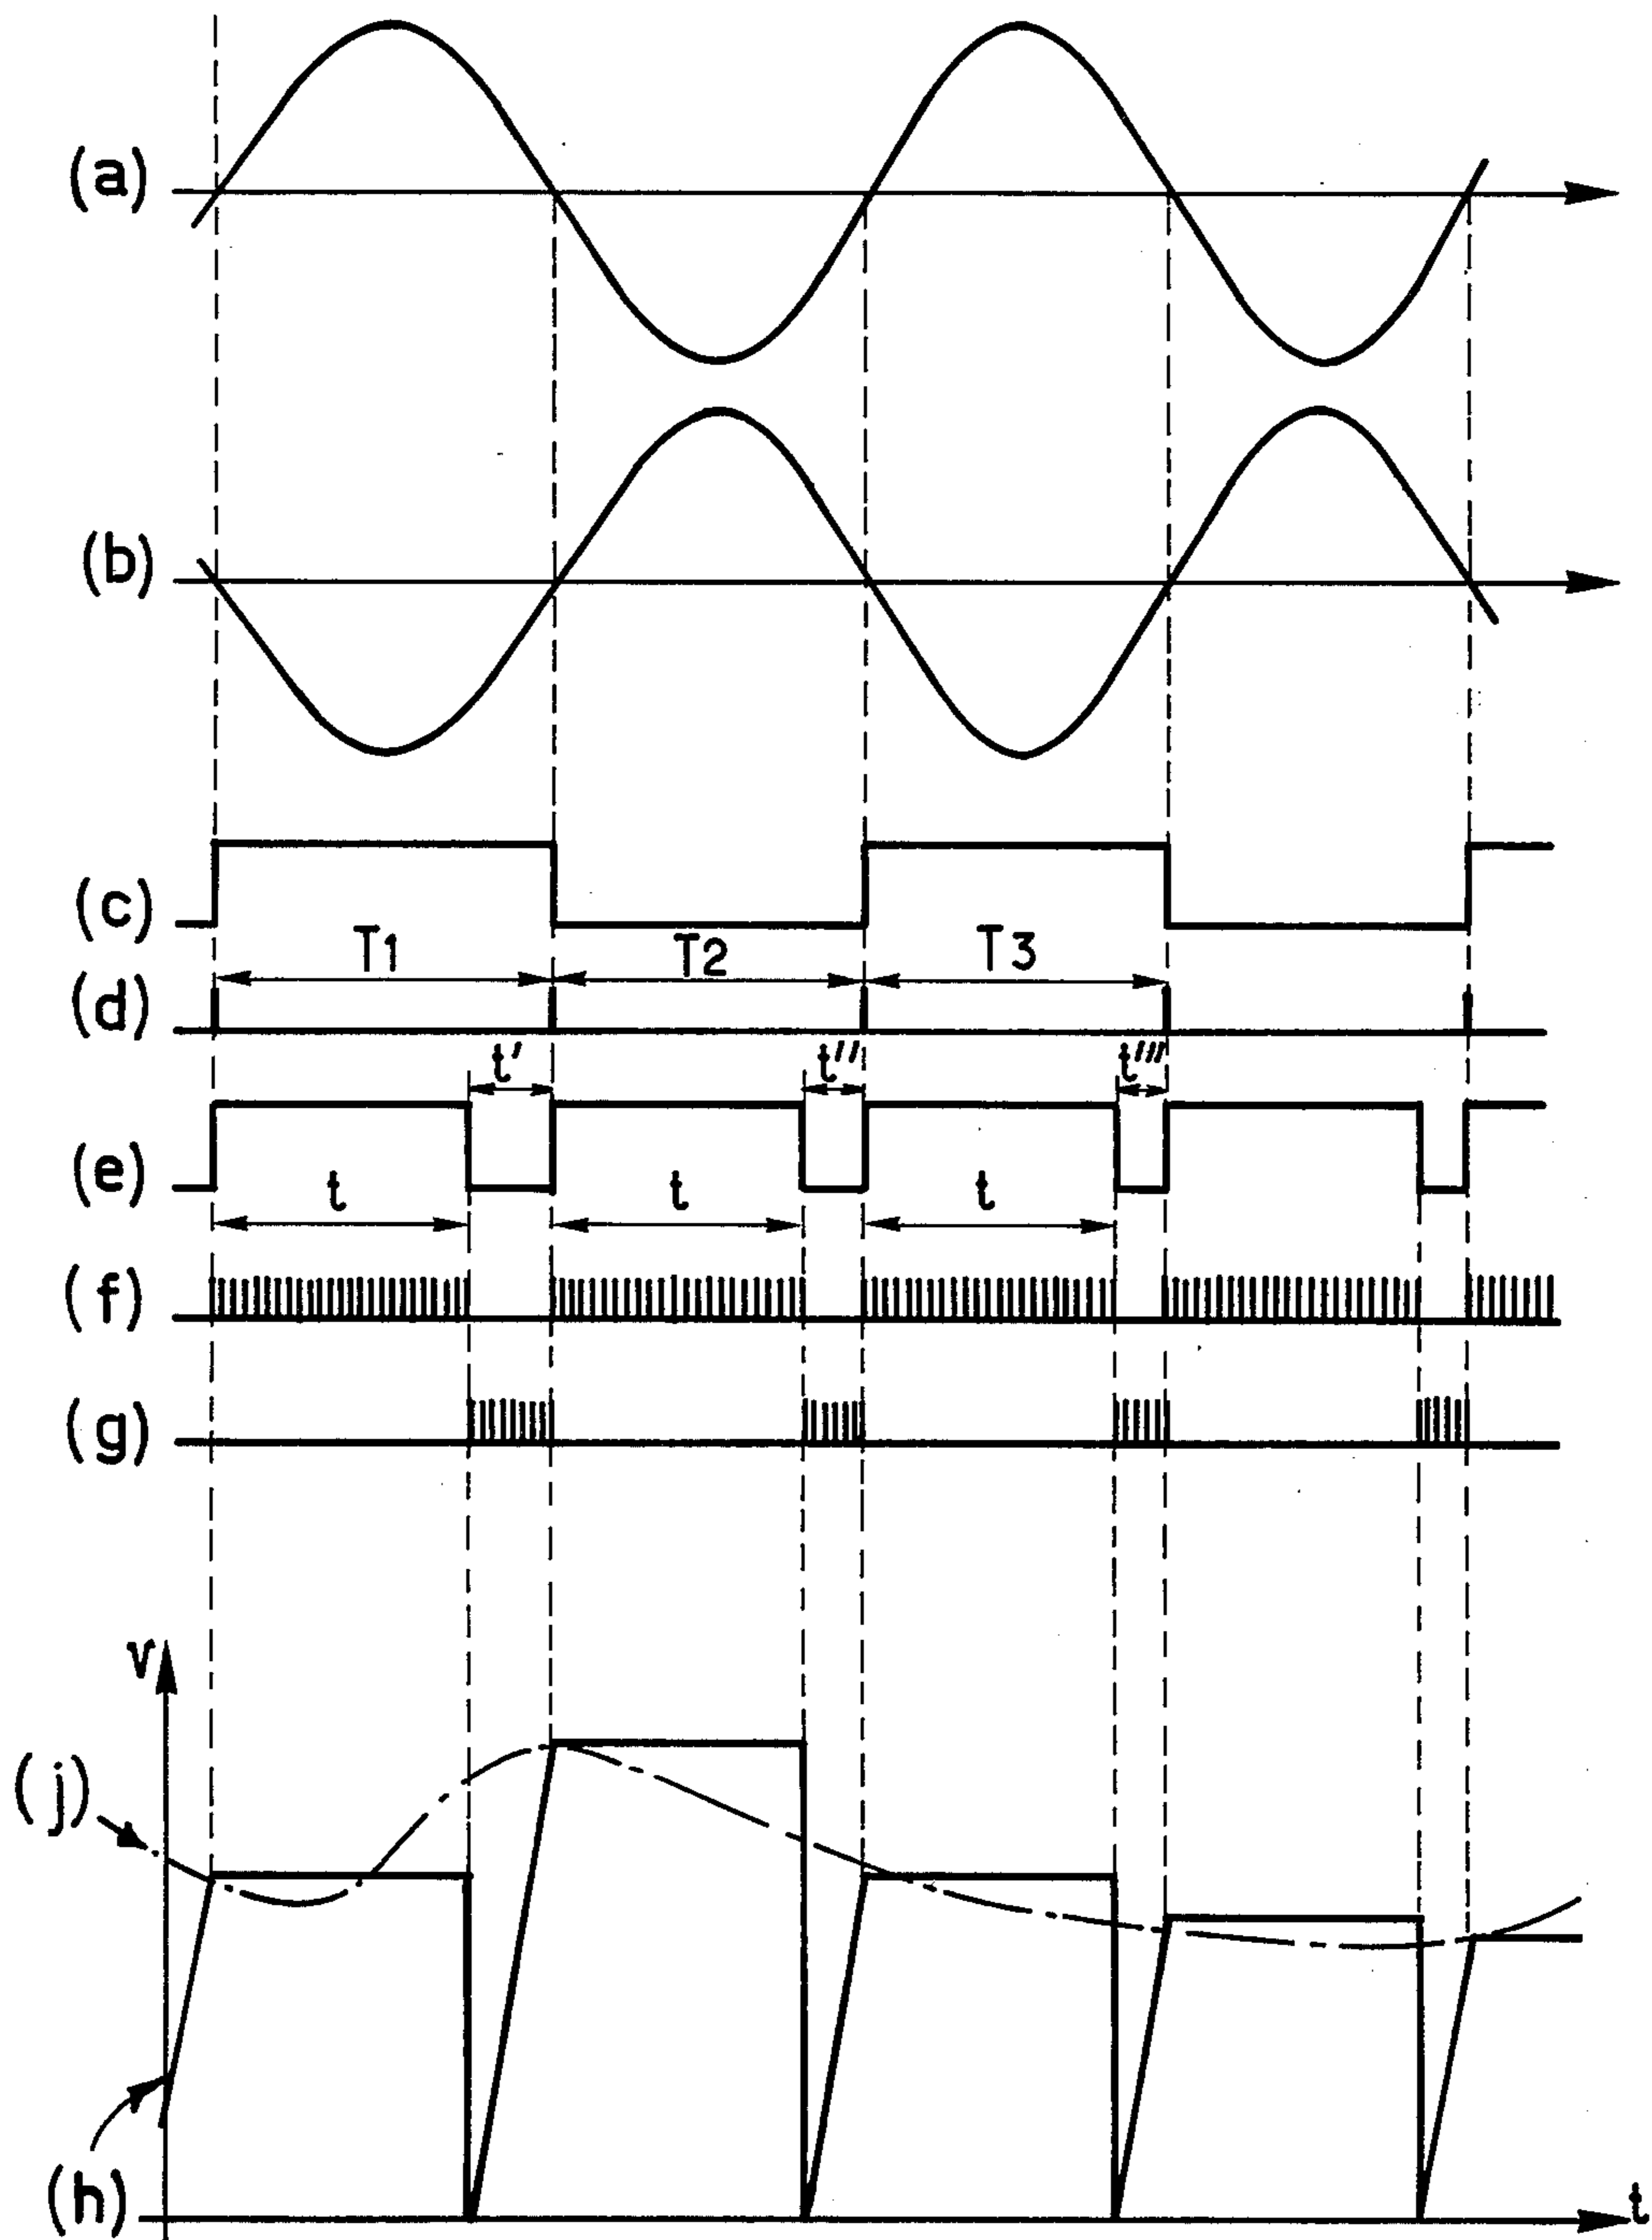 (a)
(b)
(c)
T1 T2 T3
(d)
t' t'' t'''
(e)
t t t
(f)
(g)
v
(j)
(h)
t